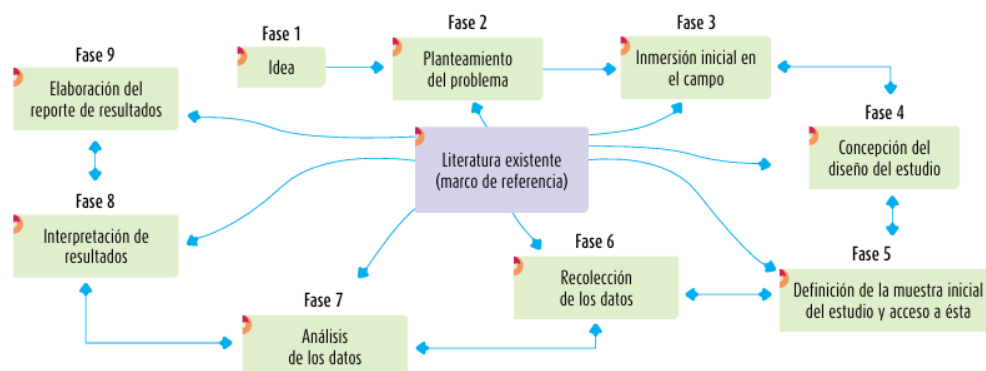 Fase 1
Idea
Fase 2
Planteamiento
del problema
Fase 3
Inmersión inicial en
el campo
Fase 4
Concepción del
diseño del estudio
Fase 5
Definición de la muestra inicial
del estudio y acceso a ésta
Fase 6
Recolección
de los datos
Fase 7
Análisis
de los datos
Fase 8
Interpretación de
resultados
Fase 9
Elaboración del
reporte de resultados
Literatura existente
(marco de referencia)